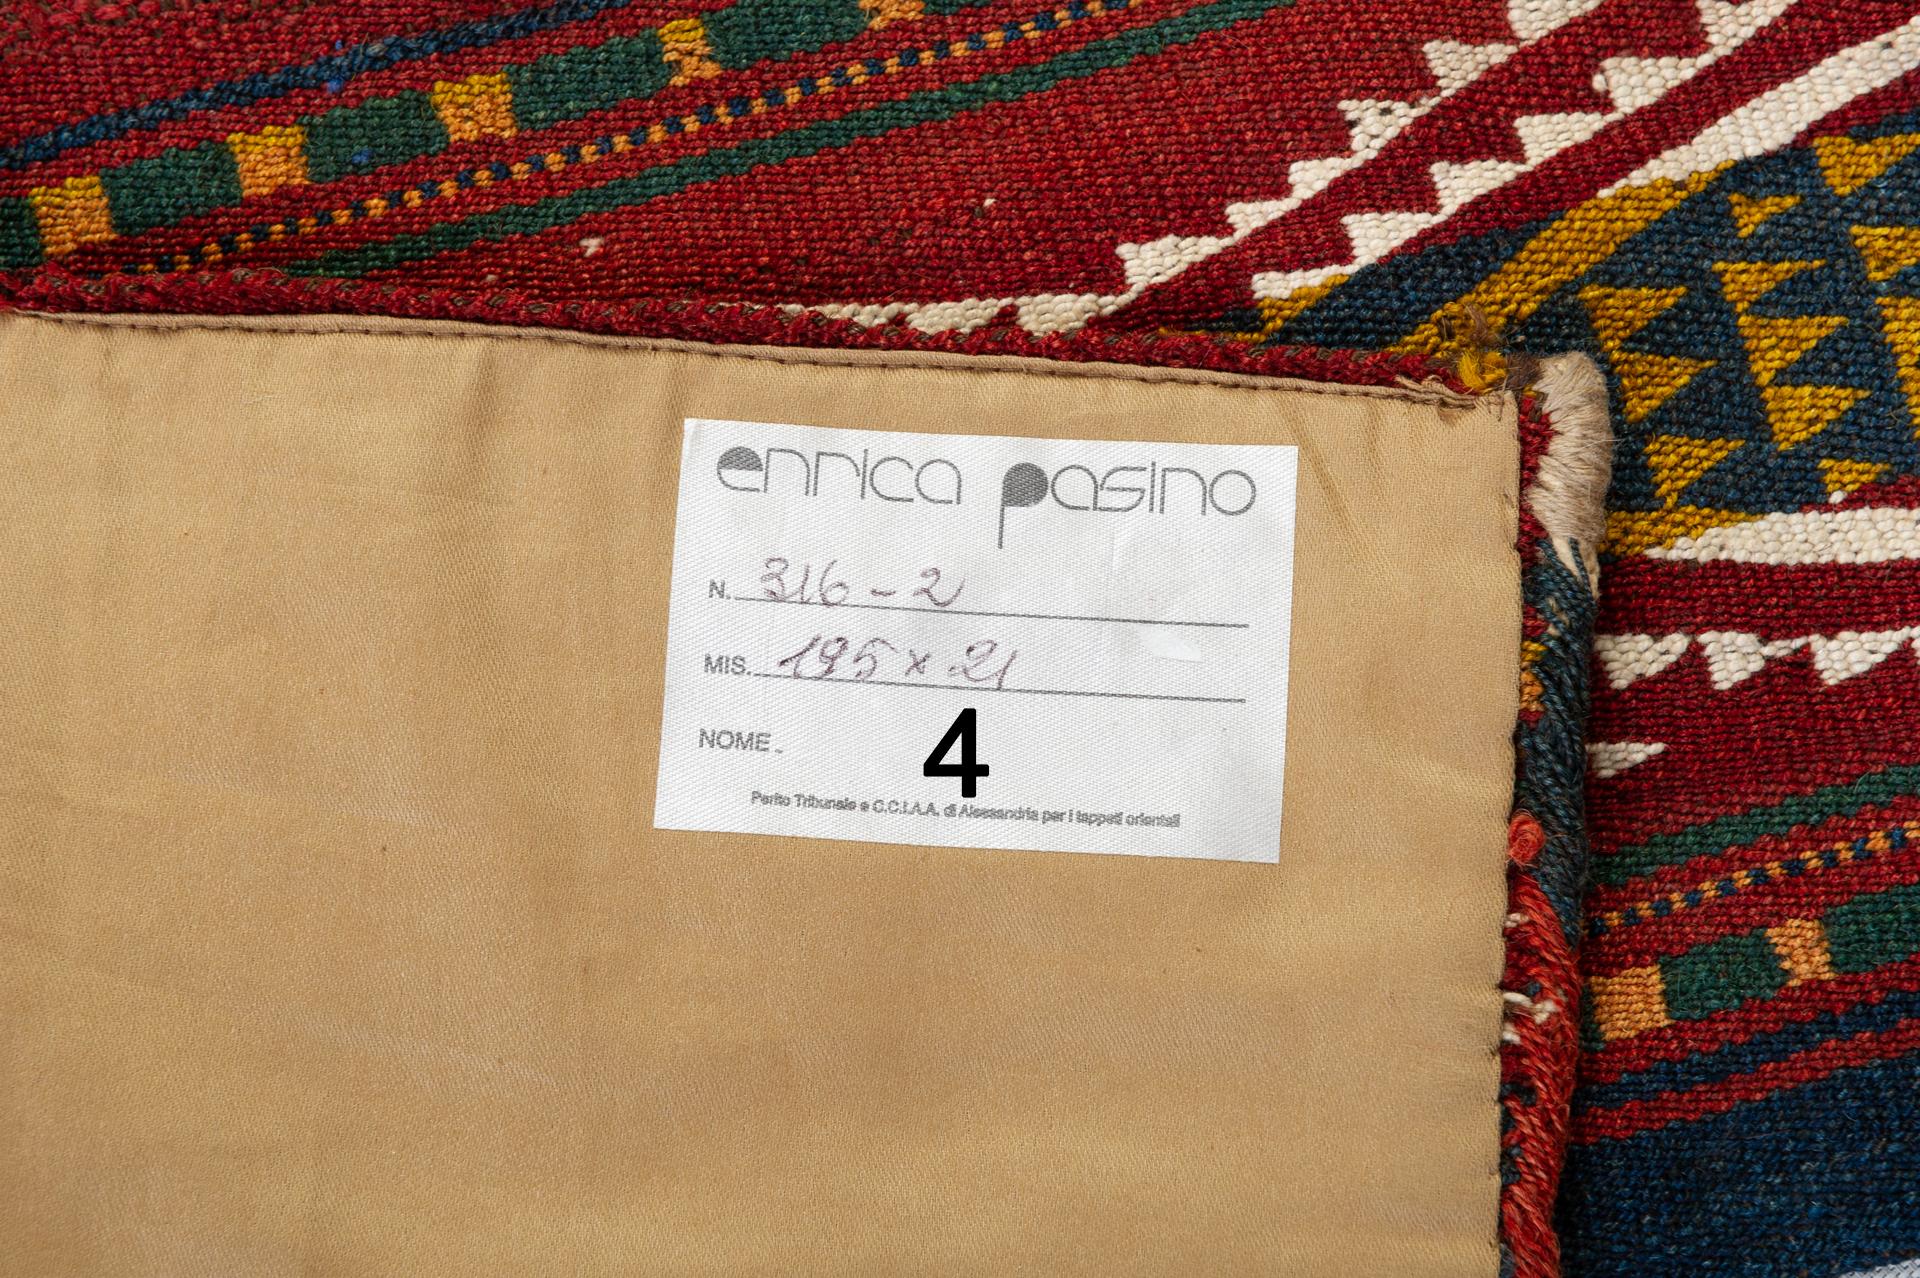 enrica pasino
N. 316-2
MIS. 195 x 21
NOME.
4
Perito Tribunale e C.C.I.A.A. di Alessandria per i tappeti orientali